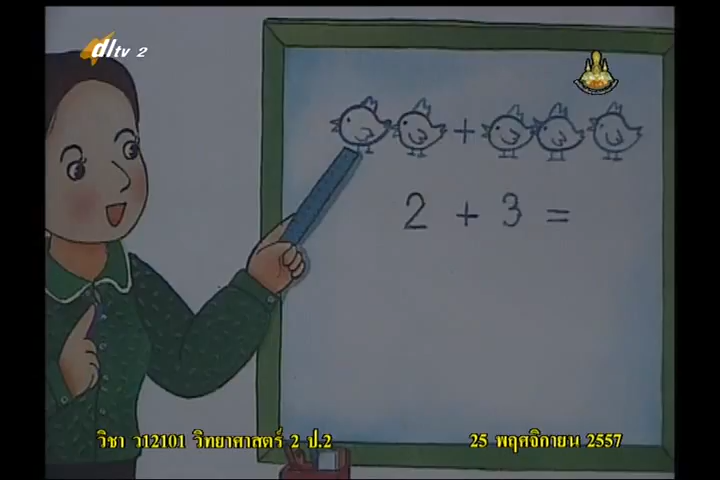 dltv 2
2 + 3 =
วิชา ว12101 วิทยาศาสตร์ 2 ป.2
25 พฤศจิกายน 2557